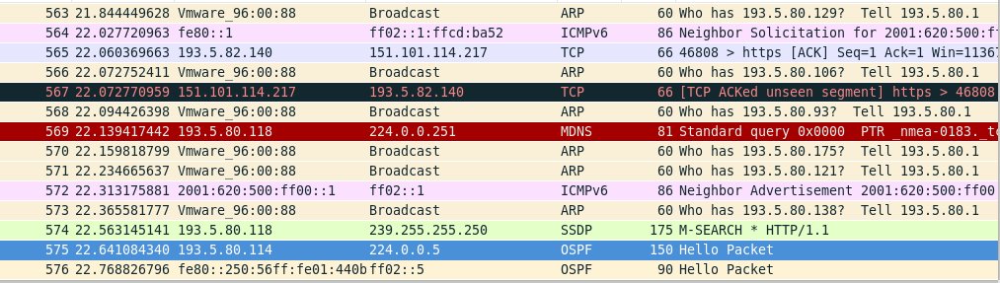 563 21.844449628 Vmware_96:00:88 Broadcast ARP 60 Who has 193.5.80.129? Tell 193.5.80.1
564 22.027720963 fe80::1 ff02::1:ffcd:ba52 ICMPv6 86 Neighbor Solicitation for 2001:620:500:ff
565 22.060369663 193.5.82.140 151.101.114.217 TCP 66 46808 > https [ACK] Seq=1 Ack=1 Win=11367
566 22.072752411 Vmware_96:00:88 Broadcast ARP 60 Who has 193.5.80.106? Tell 193.5.80.1
567 22.072770959 151.101.114.217 193.5.82.140 TCP 66 [TCP ACKed unseen segment] https > 46808
568 22.094426398 Vmware_96:00:88 Broadcast ARP 60 Who has 193.5.80.93? Tell 193.5.80.1
569 22.139417442 193.5.80.118 224.0.0.251 MDNS 81 Standard query 0x0000 PTR _nmea-0183._tc
570 22.159818799 Vmware_96:00:88 Broadcast ARP 60 Who has 193.5.80.175? Tell 193.5.80.1
571 22.234665637 Vmware_96:00:88 Broadcast ARP 60 Who has 193.5.80.121? Tell 193.5.80.1
572 22.313175881 2001:620:500:ff00::1 ff02::1 ICMPv6 86 Neighbor Advertisement 2001:620:500:ff00
573 22.365581777 Vmware_96:00:88 Broadcast ARP 60 Who has 193.5.80.138? Tell 193.5.80.1
574 22.563145141 193.5.80.118 239.255.255.250 SSDP 175 M-SEARCH * HTTP/1.1
575 22.641084340 193.5.80.114 224.0.0.5 OSPF 150 Hello Packet
576 22.768826796 fe80::250:56ff:fe01:440b ff02::5 OSPF 90 Hello Packet